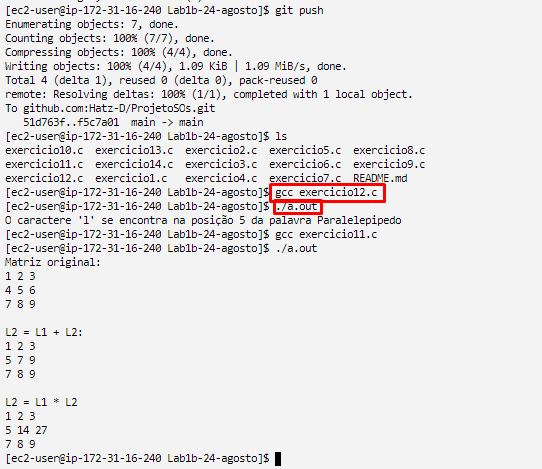 [ec2-user@ip-172-31-16-240 Lab1b-24-agosto]$ git push
Enumerating objects: 7, done.
Counting objects: 100% (7/7), done.
Compressing objects: 100% (4/4), done.
Writing objects: 100% (4/4), 1.09 KiB | 1.09 MiB/s, done.
Total 4 (delta 1), reused 0 (delta 0), pack-reused 0
remote: Resolving deltas: 100% (1/1), completed with 1 local object.
To github.com:Hatz-D/ProjetoSOs.git
   51d763f..f5c7a01  main -> main
[ec2-user@ip-172-31-16-240 Lab1b-24-agosto]$ ls
exercicio10.c  exercicio13.c  exercicio2.c  exercicio5.c  exercicio8.c
exercicio11.c  exercicio14.c  exercicio3.c  exercicio6.c  exercicio9.c
exercicio12.c  exercicio1.c   exercicio4.c  exercicio7.c  README.md
[ec2-user@ip-172-31-16-240 Lab1b-24-agosto]$ gcc exercicio12.c
[ec2-user@ip-172-31-16-240 Lab1b-24-agosto]$ ./a.out
O caractere 'l' se encontra na posição 5 da palavra Paralelepipedo
[ec2-user@ip-172-31-16-240 Lab1b-24-agosto]$ gcc exercicio11.c
[ec2-user@ip-172-31-16-240 Lab1b-24-agosto]$ ./a.out
Matriz original:
1 2 3
4 5 6
7 8 9
L2 = L1 + L2:
1 2 3
5 7 9
7 8 9
L2 = L1 * L2
1 2 3
5 14 27
7 8 9
[ec2-user@ip-172-31-16-240 Lab1b-24-agosto]$